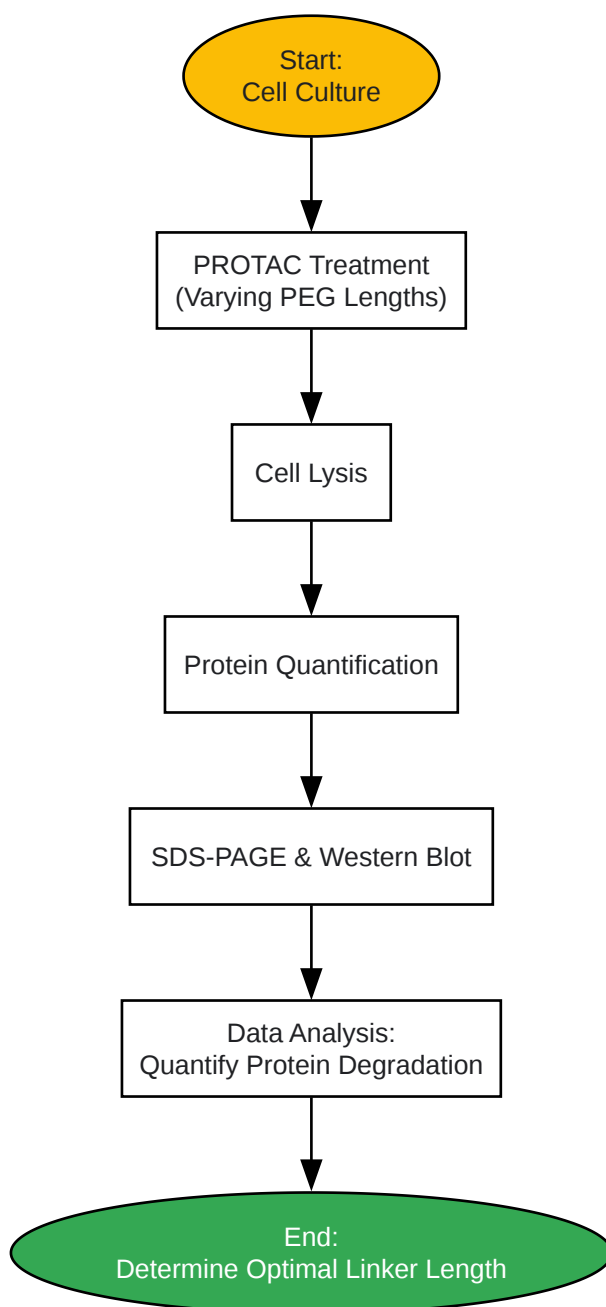 Start:
Cell Culture
PROTAC Treatment
(Varying PEG Lengths)
Cell Lysis
Protein Quantification
SDS-PAGE & Western Blot
Data Analysis:
Quantify Protein Degradation
End:
Determine Optimal Linker Length